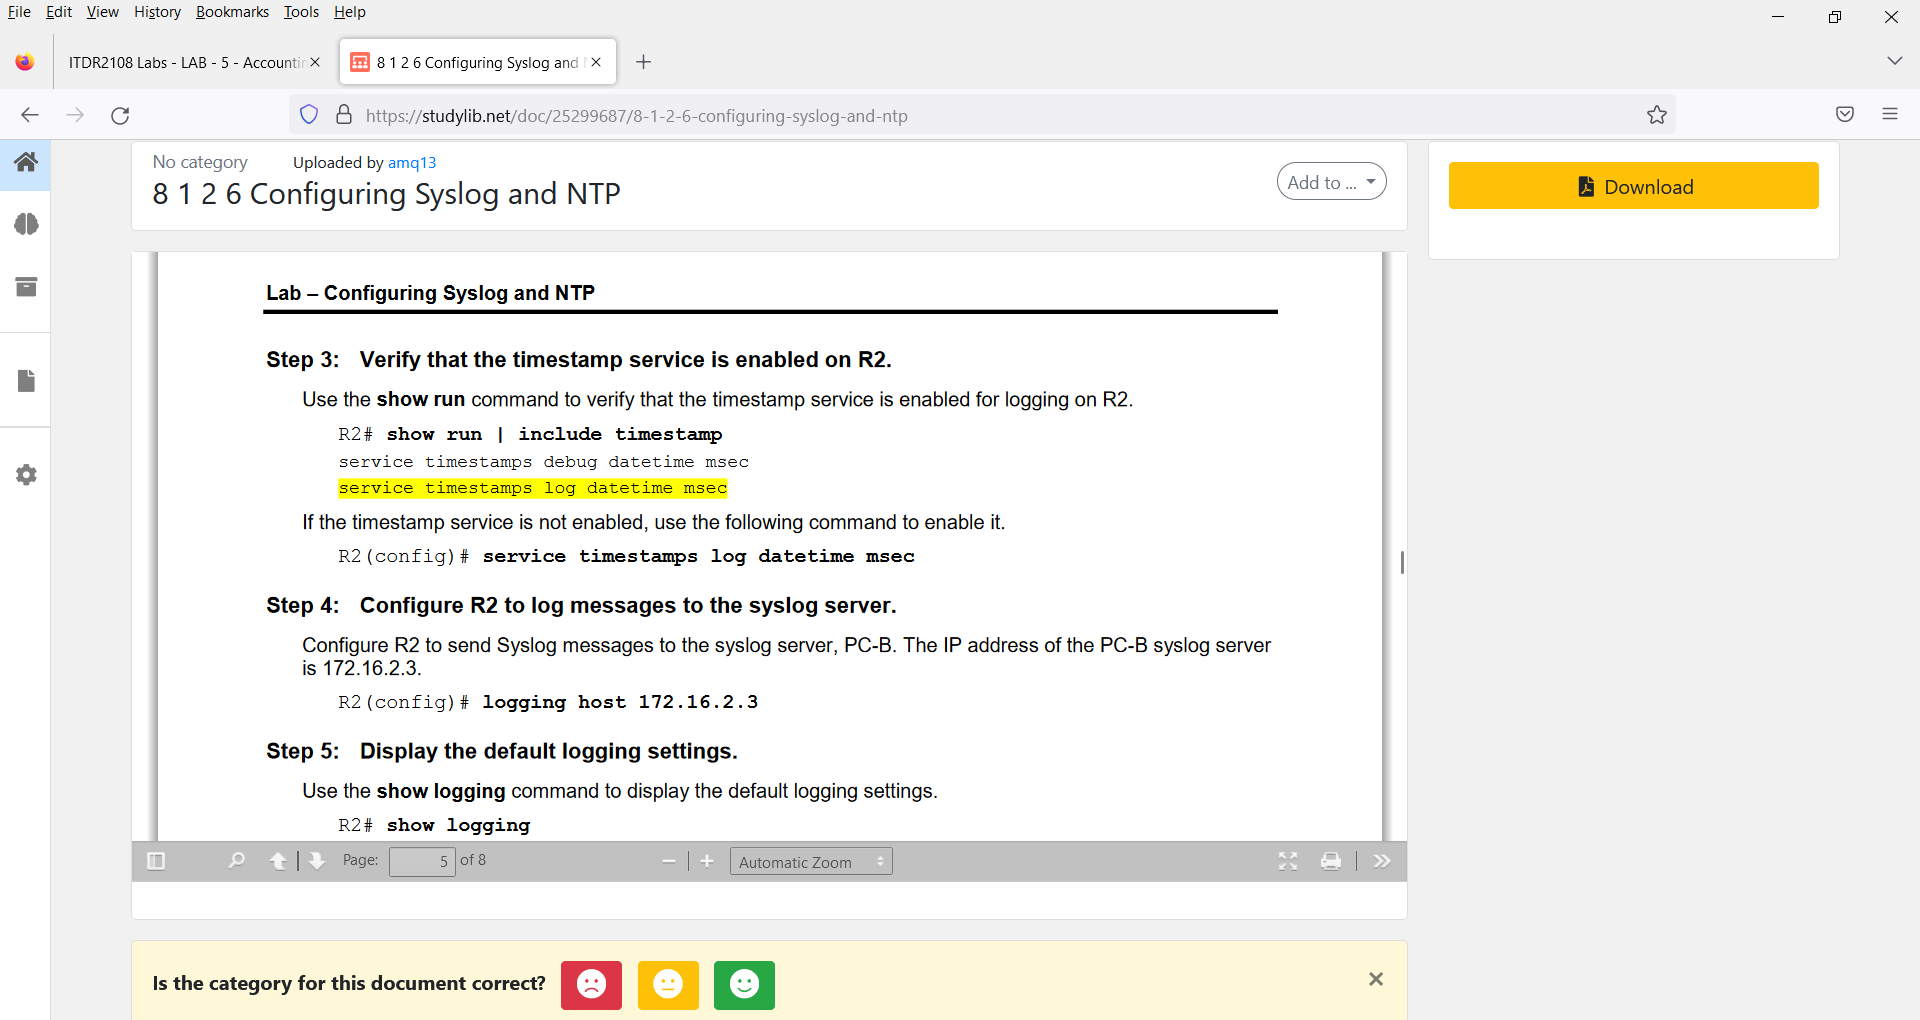 File Edit View History Bookmarks Tools Help
ITDR2108 Labs - LAB - 5 - Accountin
8 1 2 6 Configuring Syslog and
https://studylib.net/doc/25299687/8-1-2-6-configuring-syslog-and-ntp
No category Uploaded by amq13
8 1 2 6 Configuring Syslog and NTP
Add to ...
Download
Lab – Configuring Syslog and NTP
Step 3: Verify that the timestamp service is enabled on R2.
Use the show run command to verify that the timestamp service is enabled for logging on R2.
R2# show run | include timestamp
service timestamps debug datetime msec
service timestamps log datetime msec
If the timestamp service is not enabled, use the following command to enable it.
R2(config)# service timestamps log datetime msec
Step 4: Configure R2 to log messages to the syslog server.
Configure R2 to send Syslog messages to the syslog server, PC-B. The IP address of the PC-B syslog server
is 172.16.2.3.
R2(config)# logging host 172.16.2.3
Step 5: Display the default logging settings.
Use the show logging command to display the default logging settings.
R2# show logging
Page: 5 of 8
Automatic Zoom
Is the category for this document correct?